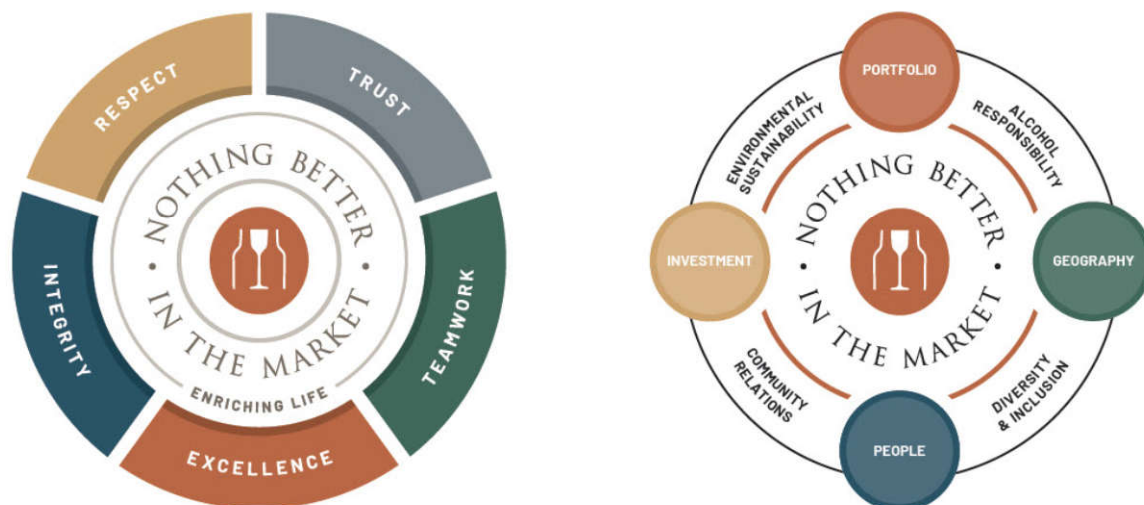 RESPECT
TRUST
TEAMWORK
EXCELLENCE
INTEGRITY
NOTHING BETTER
• IN THE MARKET •
ENRICHING LIFE
PORTFOLIO
ALCOHOL
RESPONSIBILITY
GEOGRAPHY
DIVERSITY
& INCLUSION
PEOPLE
COMMUNITY
RELATIONS
INVESTMENT
ENVIRONMENTAL
SUSTAINABILITY
NOTHING BETTER
• IN THE MARKET •